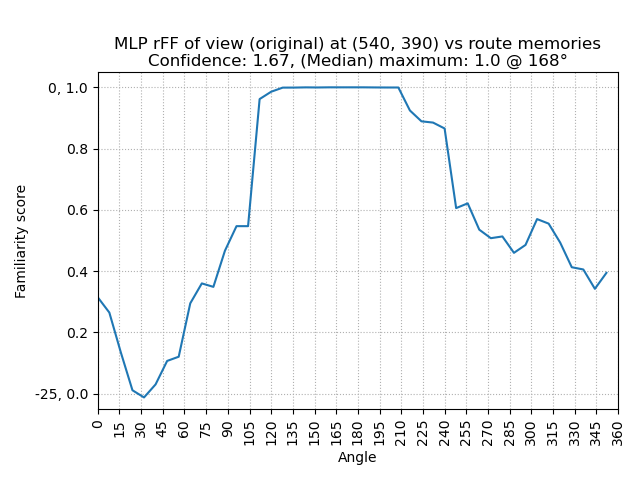 MLP rFF of view (original) at (540, 390) vs route memories
Confidence: 1.67, (Median) maximum: 1.0 @ 168°
0, 1.0
0.8
0.6
0.4
0.2
-25, 0.0
Familiarity score
0 15 30 45 60 75 90 105 120 135 150 165 180 195 210 225 240 255 270 285 300 315 330 345 360
Angle